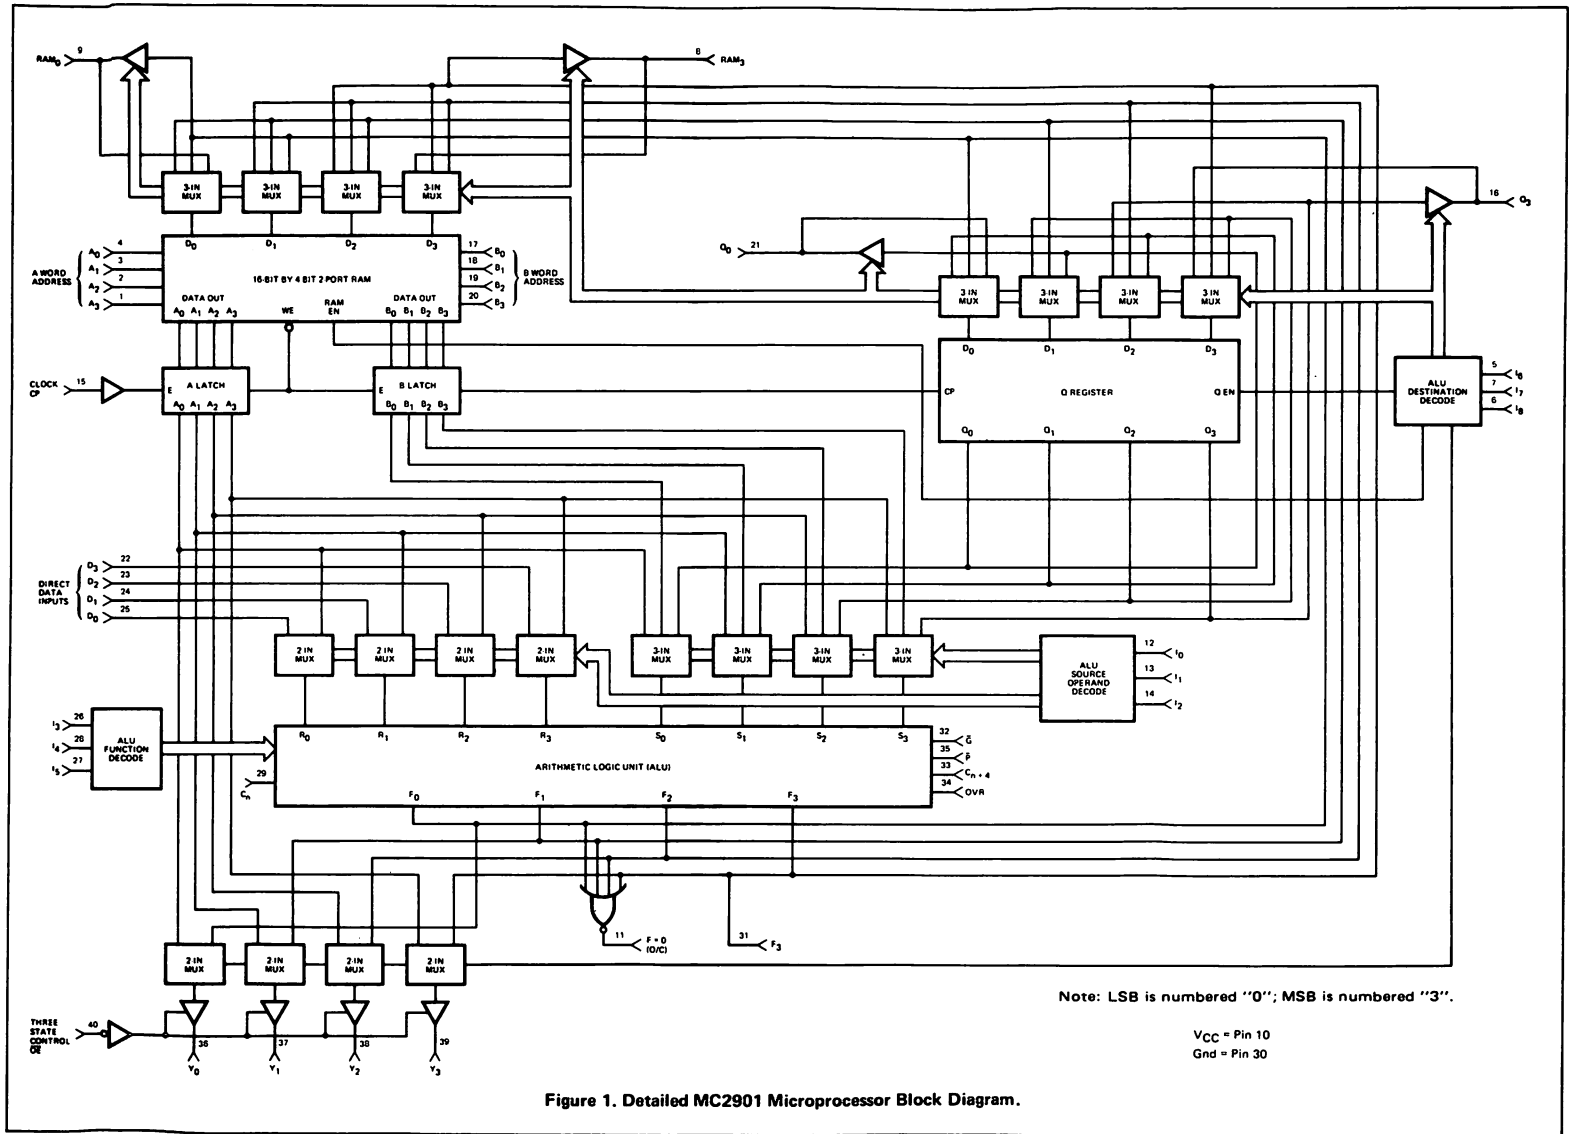 RAM0 9
8 RAM3
3-IN MUX
3-IN MUX
3-IN MUX
3-IN MUX
16 Q3
Q0 21
D0 D1 D2 D3
A WORD ADDRESS
A0 4
A1 3
A2 2
A3 1
16-BIT BY 4 BIT 2 PORT RAM
DATA OUT
A0 A1 A2 A3
WE
RAM EN
DATA OUT
B0 B1 B2 B3
17 B0
18 B1
19 B2
20 B3
B WORD ADDRESS
3 IN MUX
3-IN MUX
3-IN MUX
3-IN MUX
D0 D1 D2 D3
CP
Q REGISTER
Q EN
Q0 Q1 Q2 Q3
ALU DESTINATION DECODE
5 I6
7 I7
6 I8
CLOCK CP 15
E
A LATCH
A0 A1 A2 A3
E
B LATCH
B0 B1 B2 B3
DIRECT DATA INPUTS
D3 22
D2 23
D1 24
D0 25
2 IN MUX
2 IN MUX
2 IN MUX
2 IN MUX
3-IN MUX
3-IN MUX
3-IN MUX
3-IN MUX
ALU SOURCE OPERAND DECODE
12 I0
13 I1
14 I2
I3 26
I4 28
I5 27
ALU FUNCTION DECODE
R0 R1 R2 R3 S0 S1 S2 S3
ARITHMETIC LOGIC UNIT (ALU)
29
Cn
F0 F1 F2 F3
32 G̅
35 P̅
33 Cn + 4
34 OVR
11 F = 0 (O/C)
31 F3
2 IN MUX
2 IN MUX
2 IN MUX
2 IN MUX
THREE STATE CONTROL O̅E̅
40
36 37 38 39
Y0 Y1 Y2 Y3
Note: LSB is numbered "0"; MSB is numbered "3".
VCC = Pin 10
Gnd = Pin 30
Figure 1. Detailed MC2901 Microprocessor Block Diagram.